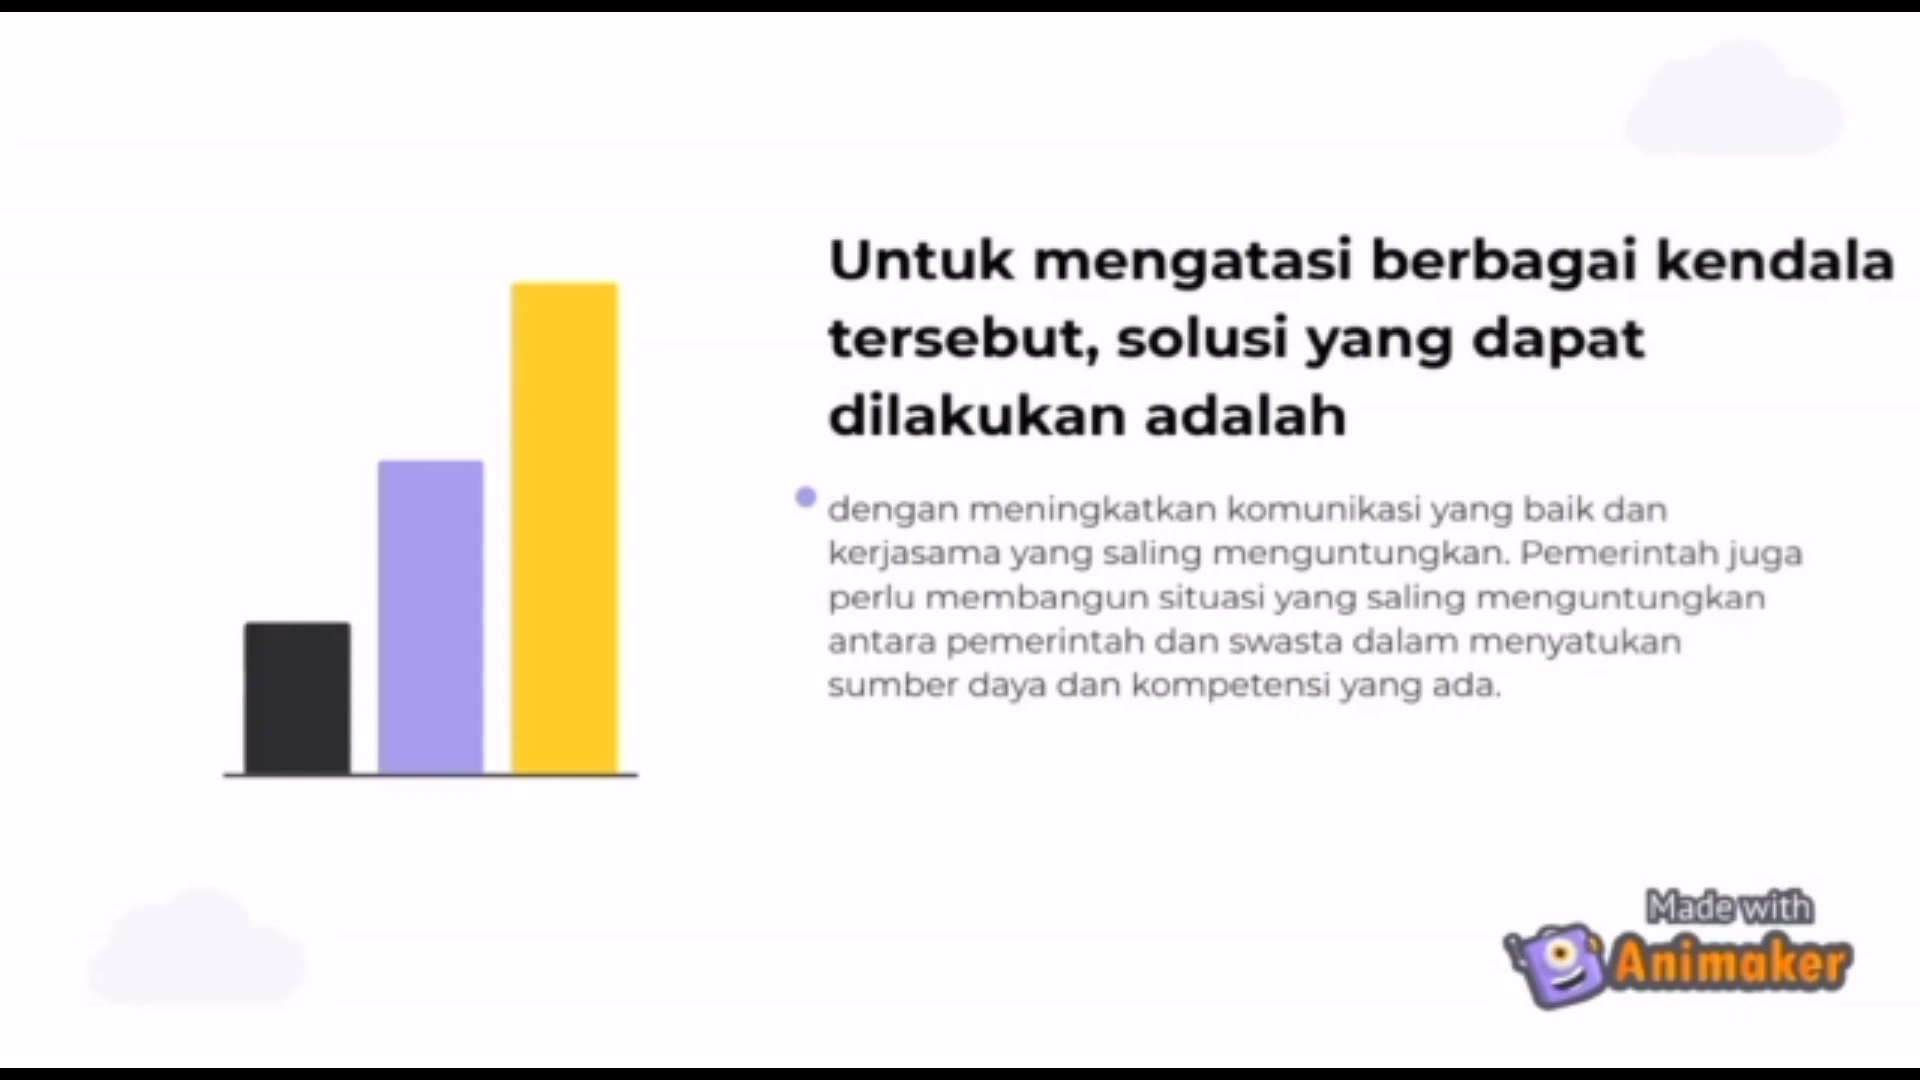 Untuk mengatasi berbagai kendala
tersebut, solusi yang dapat
dilakukan adalah
dengan meningkatkan komunikasi yang baik dan
kerjasama yang saling menguntungkan. Pemerintah juga
perlu membangun situasi yang saling menguntungkan
antara pemerintah dan swasta dalam menyatukan
sumber daya dan kompetensi yang ada.
Made with
Animaker